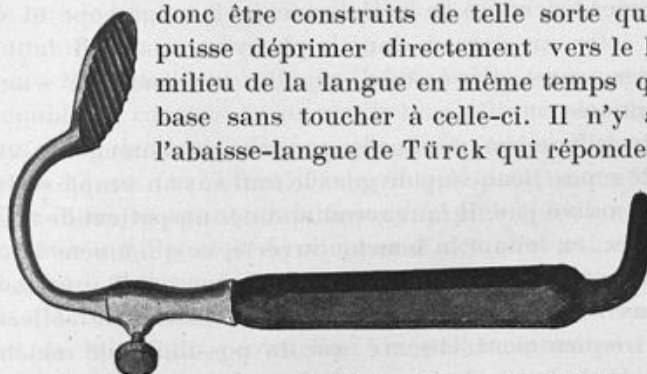 donc être construits de telle sorte qu
puisse déprimer directement vers le
milieu de la langue en même temps q
base sans toucher à celle-ci. Il n'y a
l'abaisse-langue de Türck qui réponde